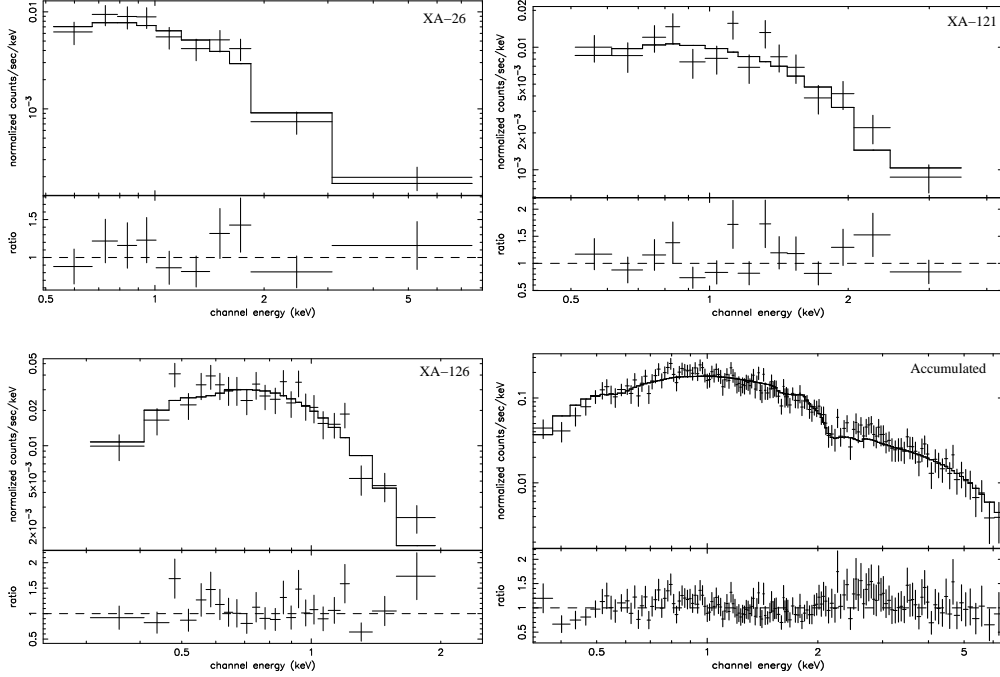 XA−26
normalized counts/sec/keV
0.01
10−3
ratio
1.5
1
0.5
1
2
5
channel energy (keV)
XA−121
normalized counts/sec/keV
0.01
5×10−3
2×10−3
10−3
ratio
2
1.5
1
0.5
0.5
1
2
channel energy (keV)
XA−126
normalized counts/sec/keV
0.05
0.02
0.01
5×10−3
2×10−3
ratio
2
1.5
1
0.5
0.5
1
2
channel energy (keV)
Accumulated
normalized counts/sec/keV
0.1
0.01
ratio
2
1.5
1
0.5
0.5
1
2
5
channel energy (keV)